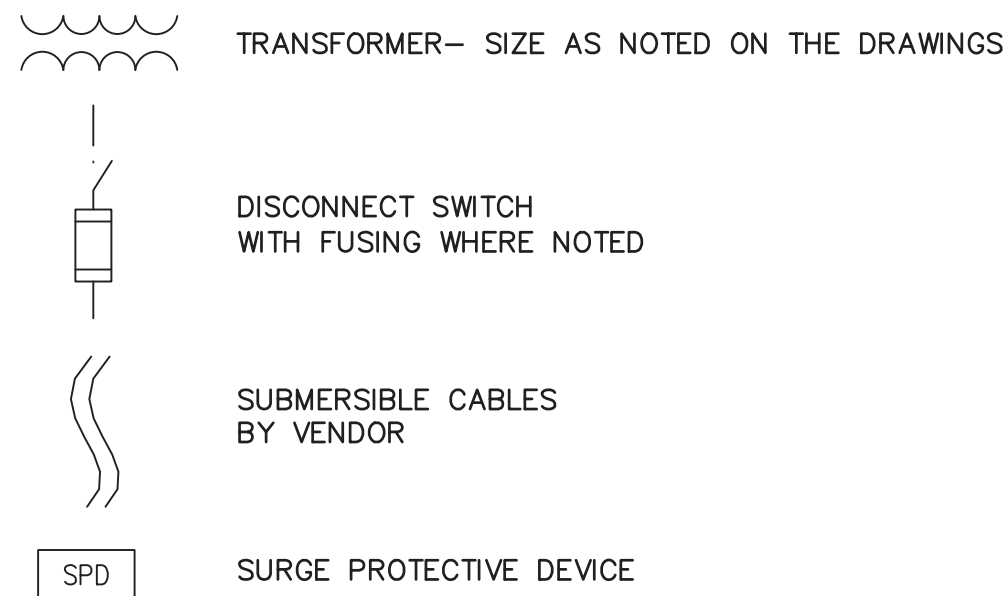 TRANSFORMER– SIZE AS NOTED ON THE DRAWINGS
DISCONNECT SWITCH
WITH FUSING WHERE NOTED
SUBMERSIBLE CABLES
BY VENDOR
SPD SURGE PROTECTIVE DEVICE